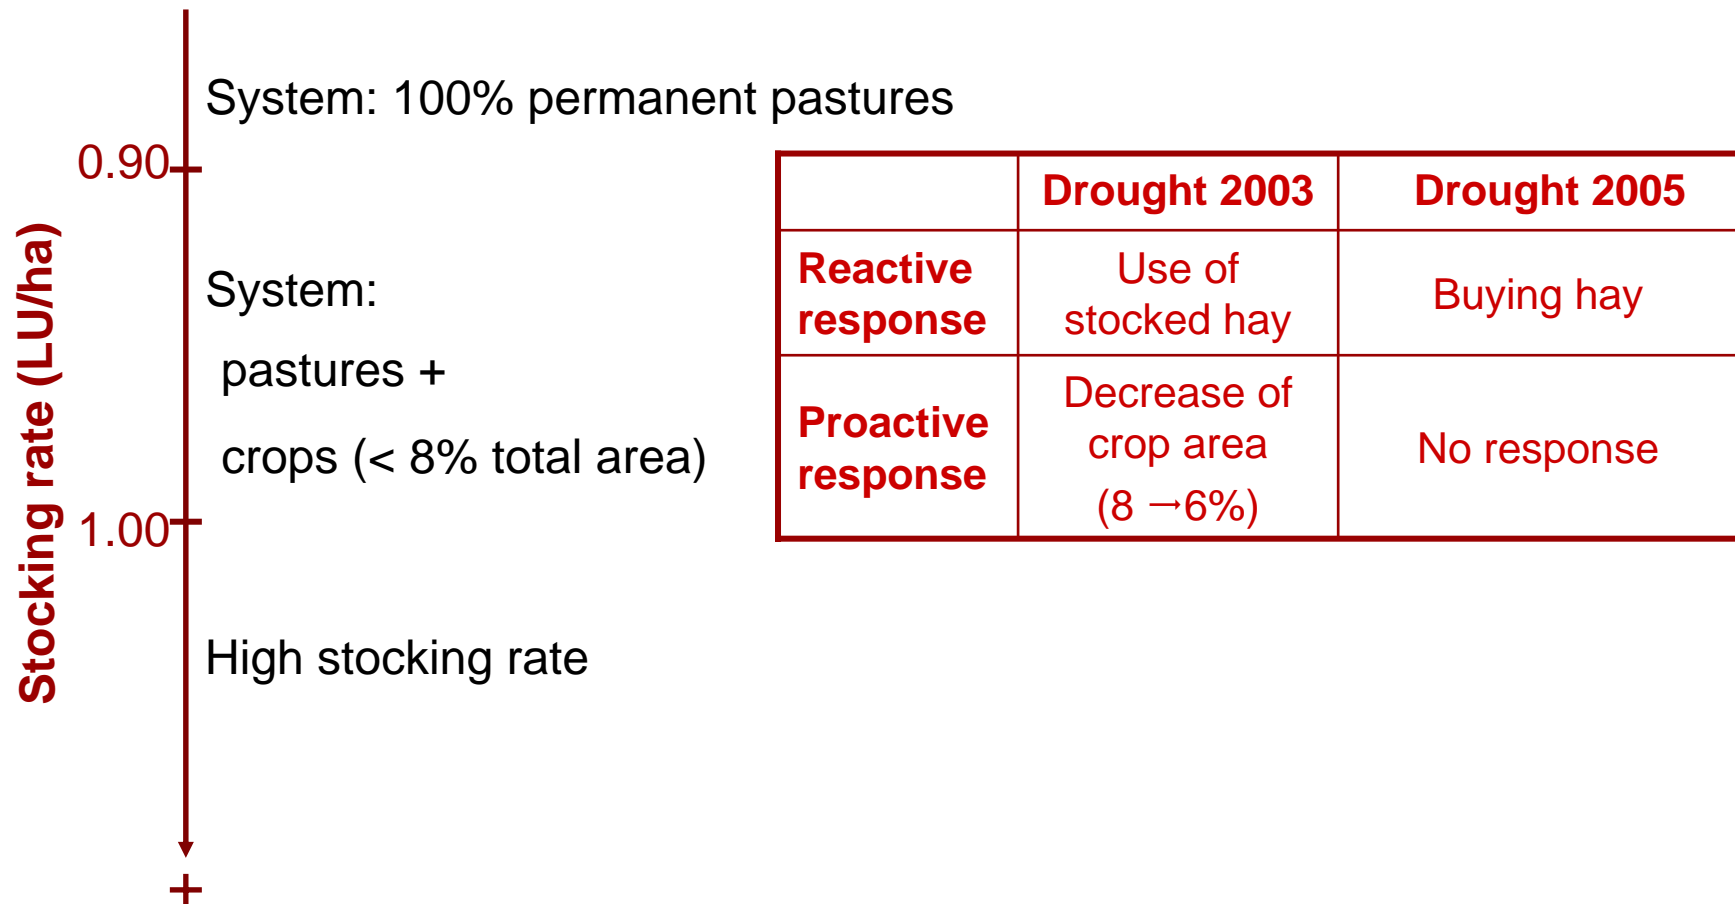 System: 100% permanent pastures
0.90
Drought 2003
Drought 2005
Stocking rate (LU/ha)
System:
pastures +
crops (< 8% total area)
Reactive
response
Use of
stocked hay
Buying hay
Proactive
response
Decrease of
crop area
(8 →6%)
No response
1.00
High stocking rate
+